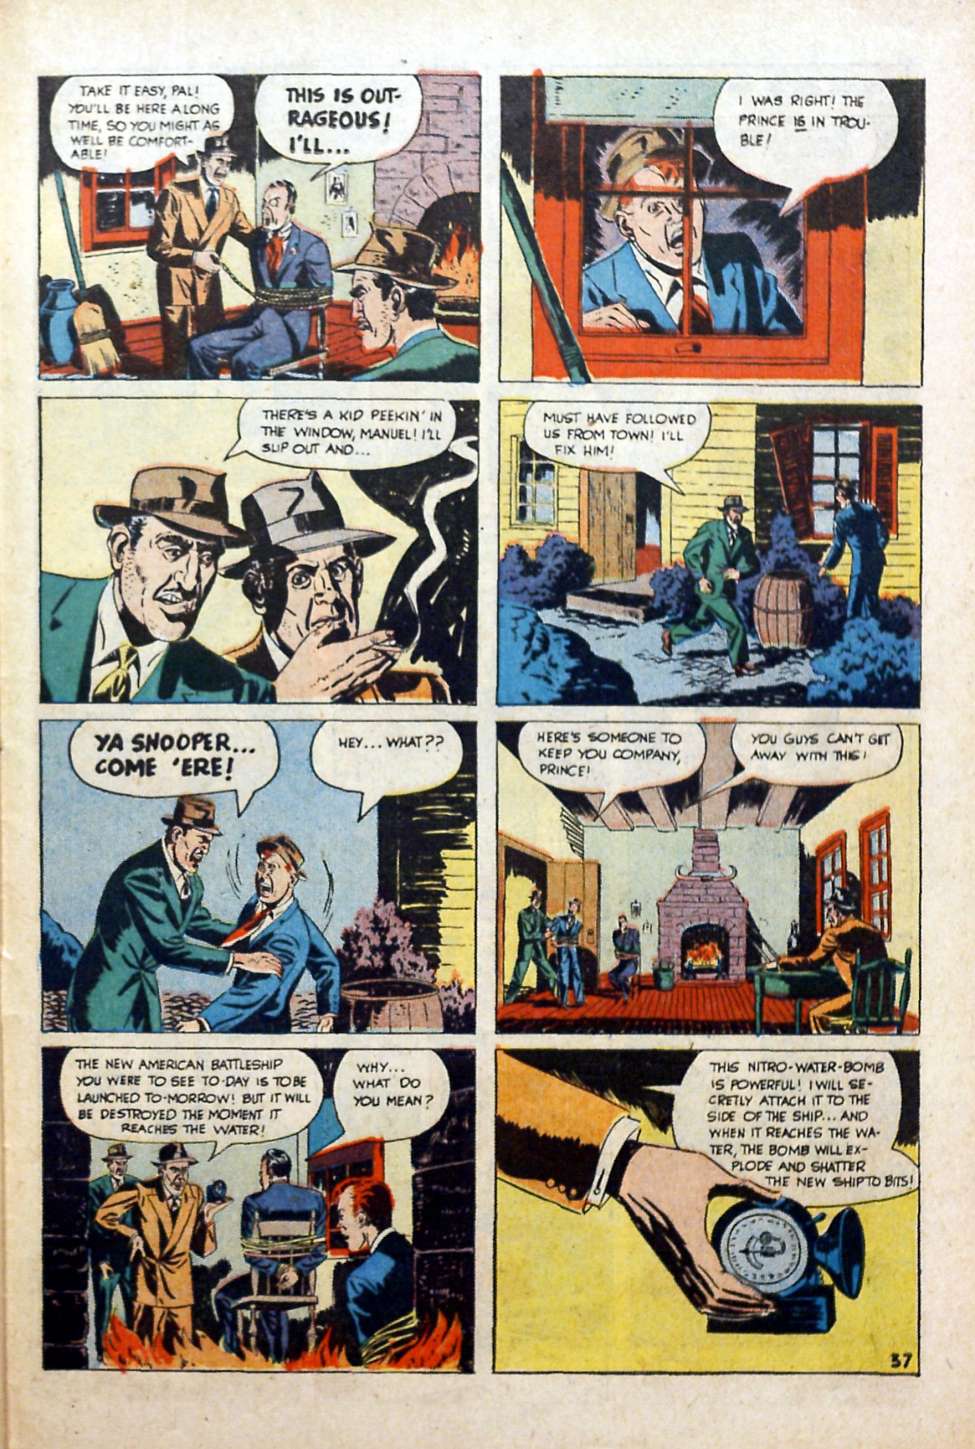 TAKE IT EASY, PAL!
YOU'LL BE HERE A LONG
TIME, SO YOU MIGHT AS
WELL BE COMFORT-
ABLE!
THIS IS OUT-
RAGEOUS!
I'LL...
I WAS RIGHT! THE
PRINCE IS IN TROU-
BLE!
THERE'S A KID PEEKIN' IN
THE WINDOW, MANUEL! I'LL
SLIP OUT AND...
MUST HAVE FOLLOWED
US FROM TOWN! I'LL
FIX HIM!
YA SNOOPER...
COME 'ERE!
HEY... WHAT??
HERE'S SOMEONE TO
KEEP YOU COMPANY,
PRINCE!
YOU GUYS CAN'T GET
AWAY WITH THIS!
THE NEW AMERICAN BATTLESHIP
YOU WERE TO SEE TO-DAY IS TO BE
LAUNCHED TO-MORROW! BUT IT WILL
BE DESTROYED THE MOMENT IT
REACHES THE WATER!
WHY...
WHAT DO
YOU MEAN?
THIS NITRO-WATER-BOMB
IS POWERFUL! I WILL SE-
CRETLY ATTACH IT TO THE
SIDE OF THE SHIP... AND
WHEN IT REACHES THE WA-
TER, THE BOMB WILL EX-
PLODE AND SHATTER
THE NEW SHIP TO BITS!
37